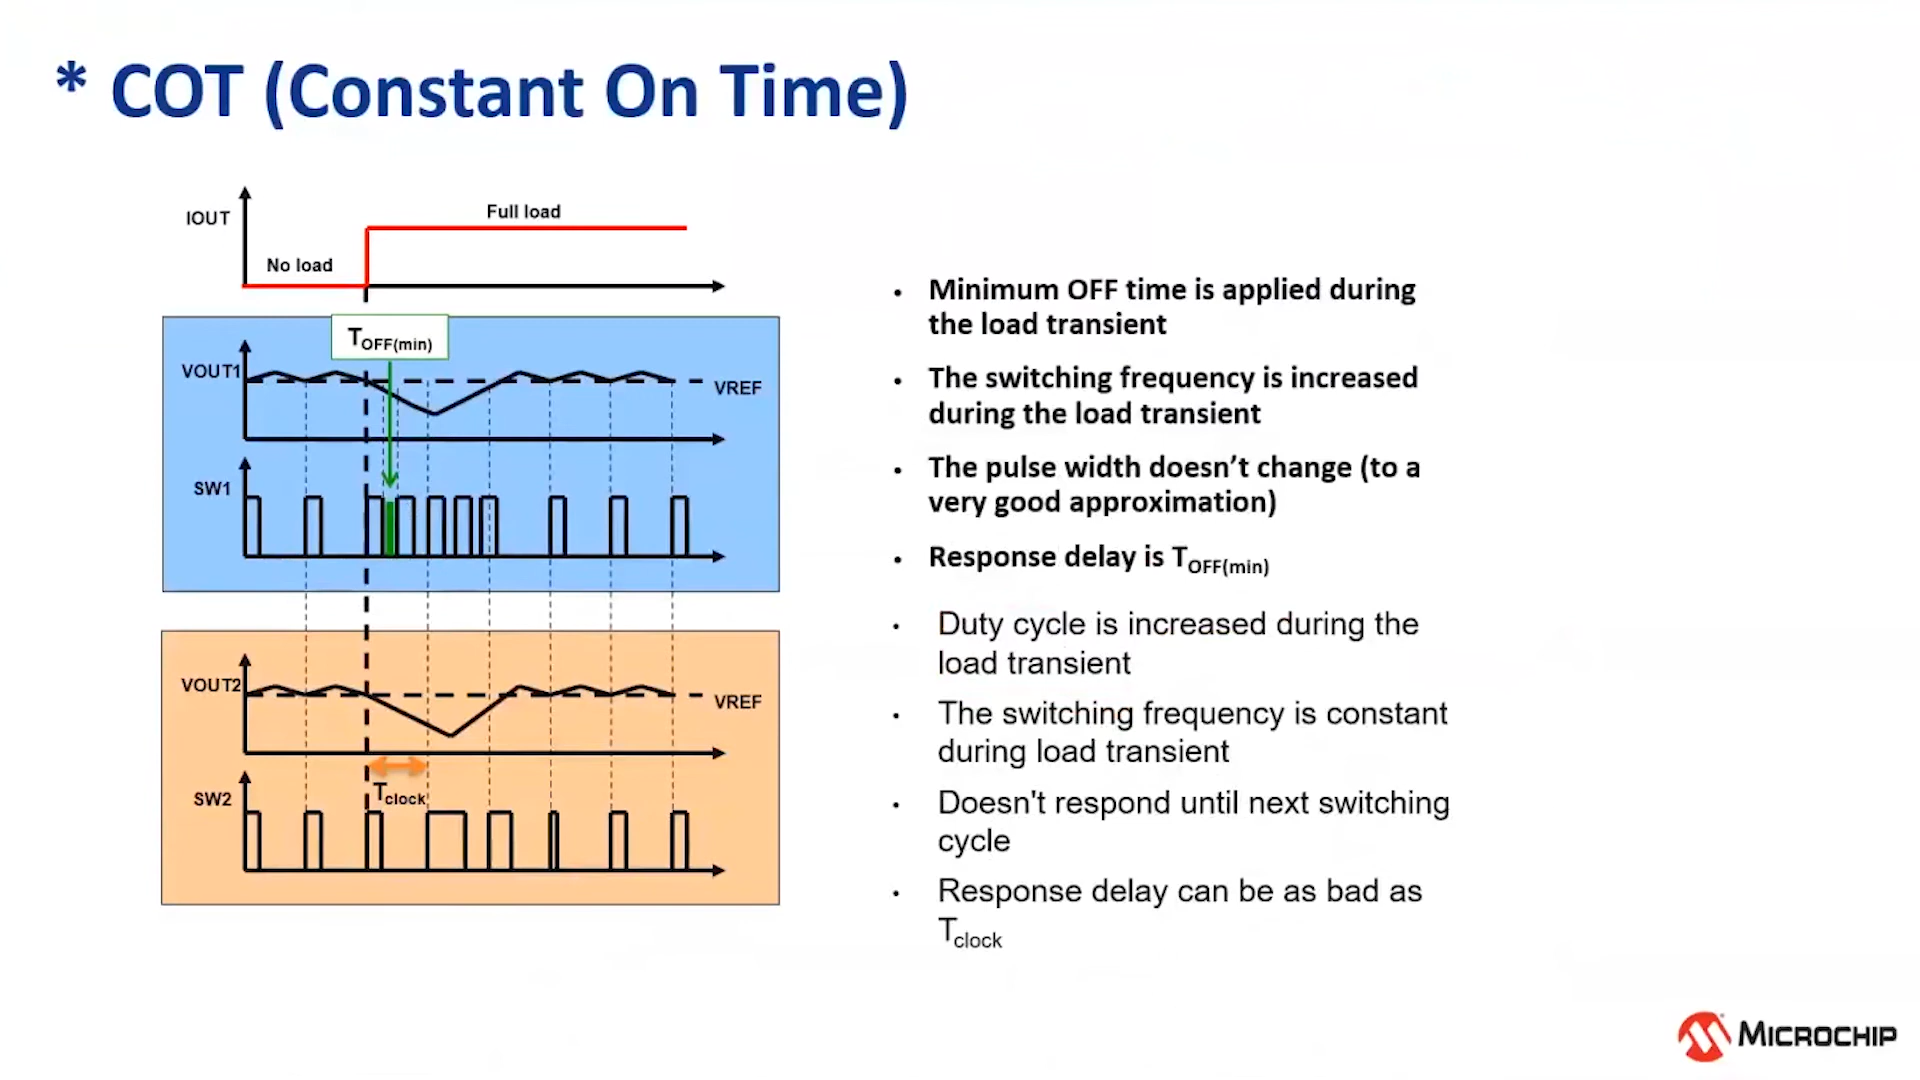 * COT (Constant On Time)
IOUT
Full load
No load
TOFF(min)
VOUT1
VREF
SW1
VOUT2
VREF
Tclock
SW2
• Minimum OFF time is applied during
the load transient
• The switching frequency is increased
during the load transient
• The pulse width doesn’t change (to a
very good approximation)
• Response delay is TOFF(min)
• Duty cycle is increased during the
load transient
• The switching frequency is constant
during load transient
• Doesn't respond until next switching
cycle
• Response delay can be as bad as
Tclock
MICROCHIP